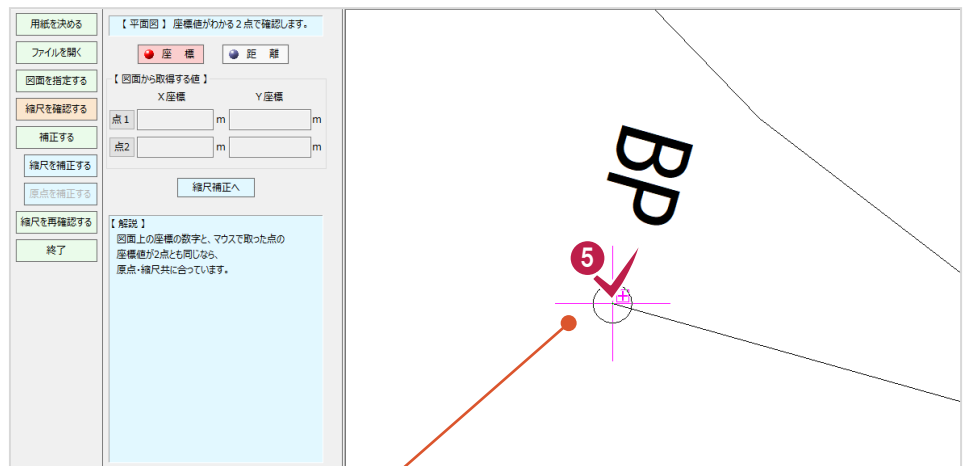 用紙を決める
ファイルを開く
図面を指定する
縮尺を確認する
補正する
縮尺を補正する
原点を補正する
縮尺を再確認する
終了
【 平面図 】 座標値がわかる２点で確認します。
座 標
距 離
【 図面から取得する値 】
X座標 Y座標
点1 m m
点2 m m
縮尺補正へ
【 解説 】
図面上の座標の数字と、マウスで取った点の
座標値が2点とも同じなら、
原点・縮尺共に合っています。
BP
5